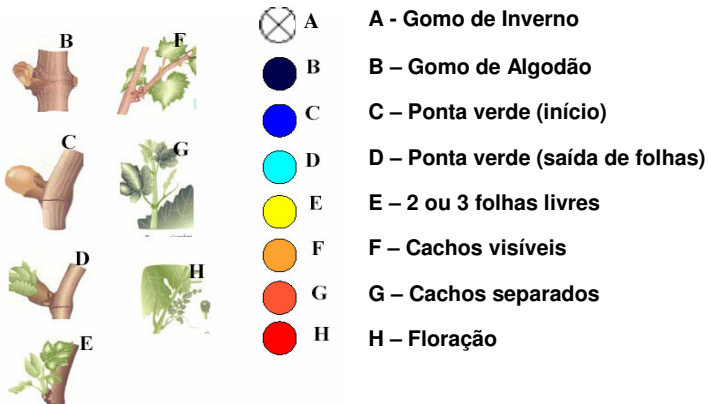 B
F
C
G
D
H
E
A
A - Gomo de Inverno
B
B – Gomo de Algodão
C
C – Ponta verde (início)
D
D – Ponta verde (saída de folhas)
E
E – 2 ou 3 folhas livres
F
F – Cachos visíveis
G
G – Cachos separados
H
H – Floração